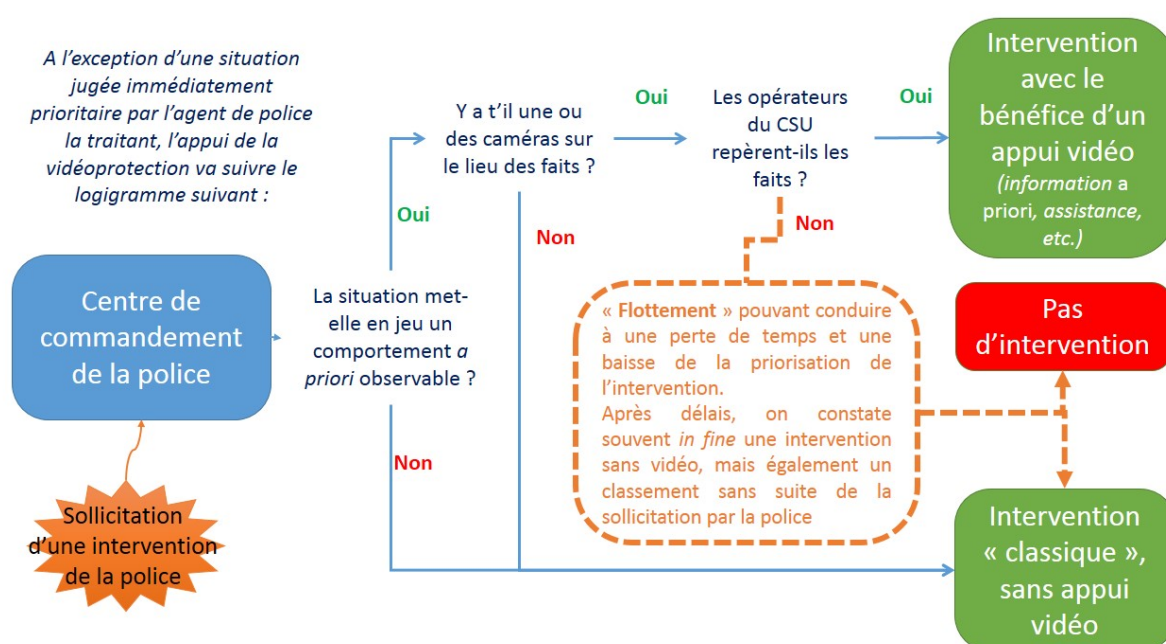 A l’exception d’une situation
jugée immédiatement
prioritaire par l’agent de police
la traitant, l’appui de la
vidéoprotection va suivre le
logigramme suivant :
Centre de
commandement
de la police
Sollicitation
d’une intervention
de la police
La situation met-
elle en jeu un
comportement a
priori observable ?
Oui
Non
Y a t’il une ou
des caméras sur
le lieu des faits ?
Oui
Non
Les opérateurs
du CSU
repèrent-ils les
faits ?
Oui
Non
Intervention
avec le
bénéfice d’un
appui vidéo
(information a
priori, assistance,
etc.)
« Flottement » pouvant conduire
à une perte de temps et une
baisse de la priorisation de
l’intervention.
Après délais, on constate
souvent in fine une intervention
sans vidéo, mais également un
classement sans suite de la
sollicitation par la police
Pas
d’intervention
Intervention
« classique »,
sans appui
vidéo